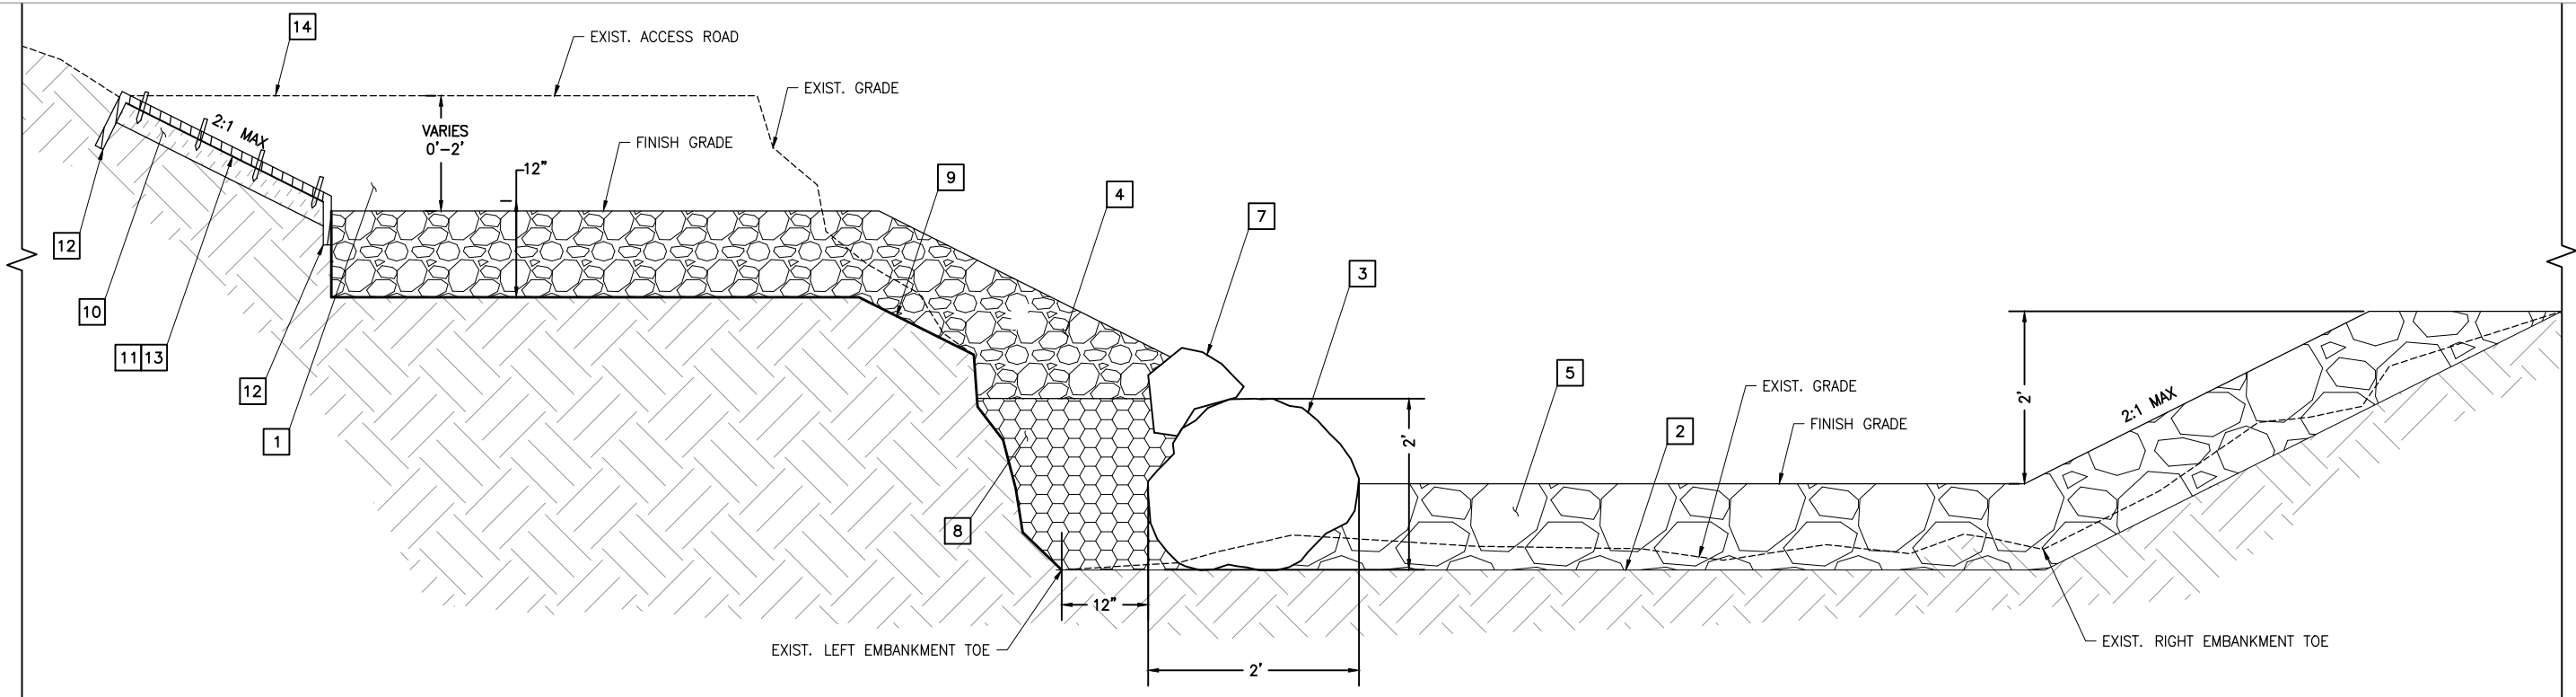 14
EXIST. ACCESS ROAD
EXIST. GRADE
2:1 MAX
VARIES
0'-2'
FINISH GRADE
12"
9
4
7
12
3
10
11 13
12
1
5
EXIST. GRADE
2'
2:1 MAX
FINISH GRADE
2
2'
8
12"
EXIST. LEFT EMBANKMENT TOE
2'
EXIST. RIGHT EMBANKMENT TOE